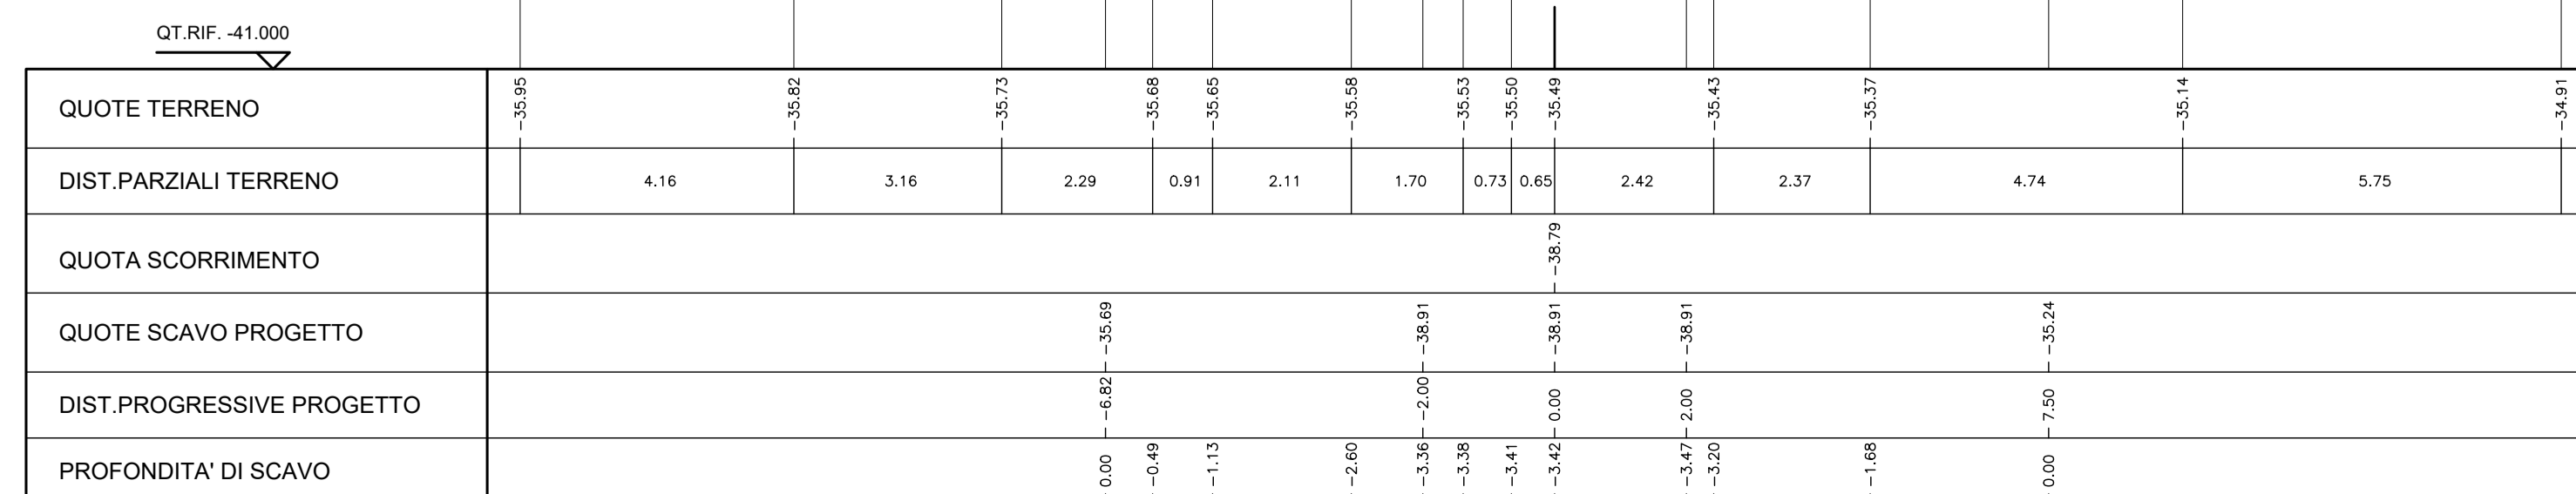 QT.RIF. -41.000
QUOTE TERRENO -35.95 -35.82 -35.73 -35.68 -35.65 -35.58 -35.53 -35.50 -35.49 -35.43 -35.37 -35.14 -34.91
DIST.PARZIALI TERRENO 4.16 3.16 2.29 0.91 2.11 1.70 0.73 0.65 2.42 2.37 4.74 5.75
QUOTA SCORRIMENTO -38.79
QUOTE SCAVO PROGETTO -35.69 -38.91 -38.91 -38.91 -35.24
DIST.PROGRESSIVE PROGETTO -6.82 -2.00 0.00 2.00 7.50
PROFONDITA' DI SCAVO 0.00 -0.49 -1.13 -2.60 -3.36 -3.38 -3.41 -3.42 -3.47 -3.20 -1.68 0.00